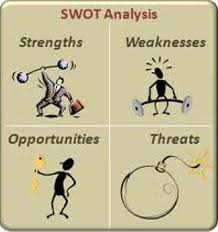 SWOT Analysis
Strengths
Weaknesses
Opportunities
Threats